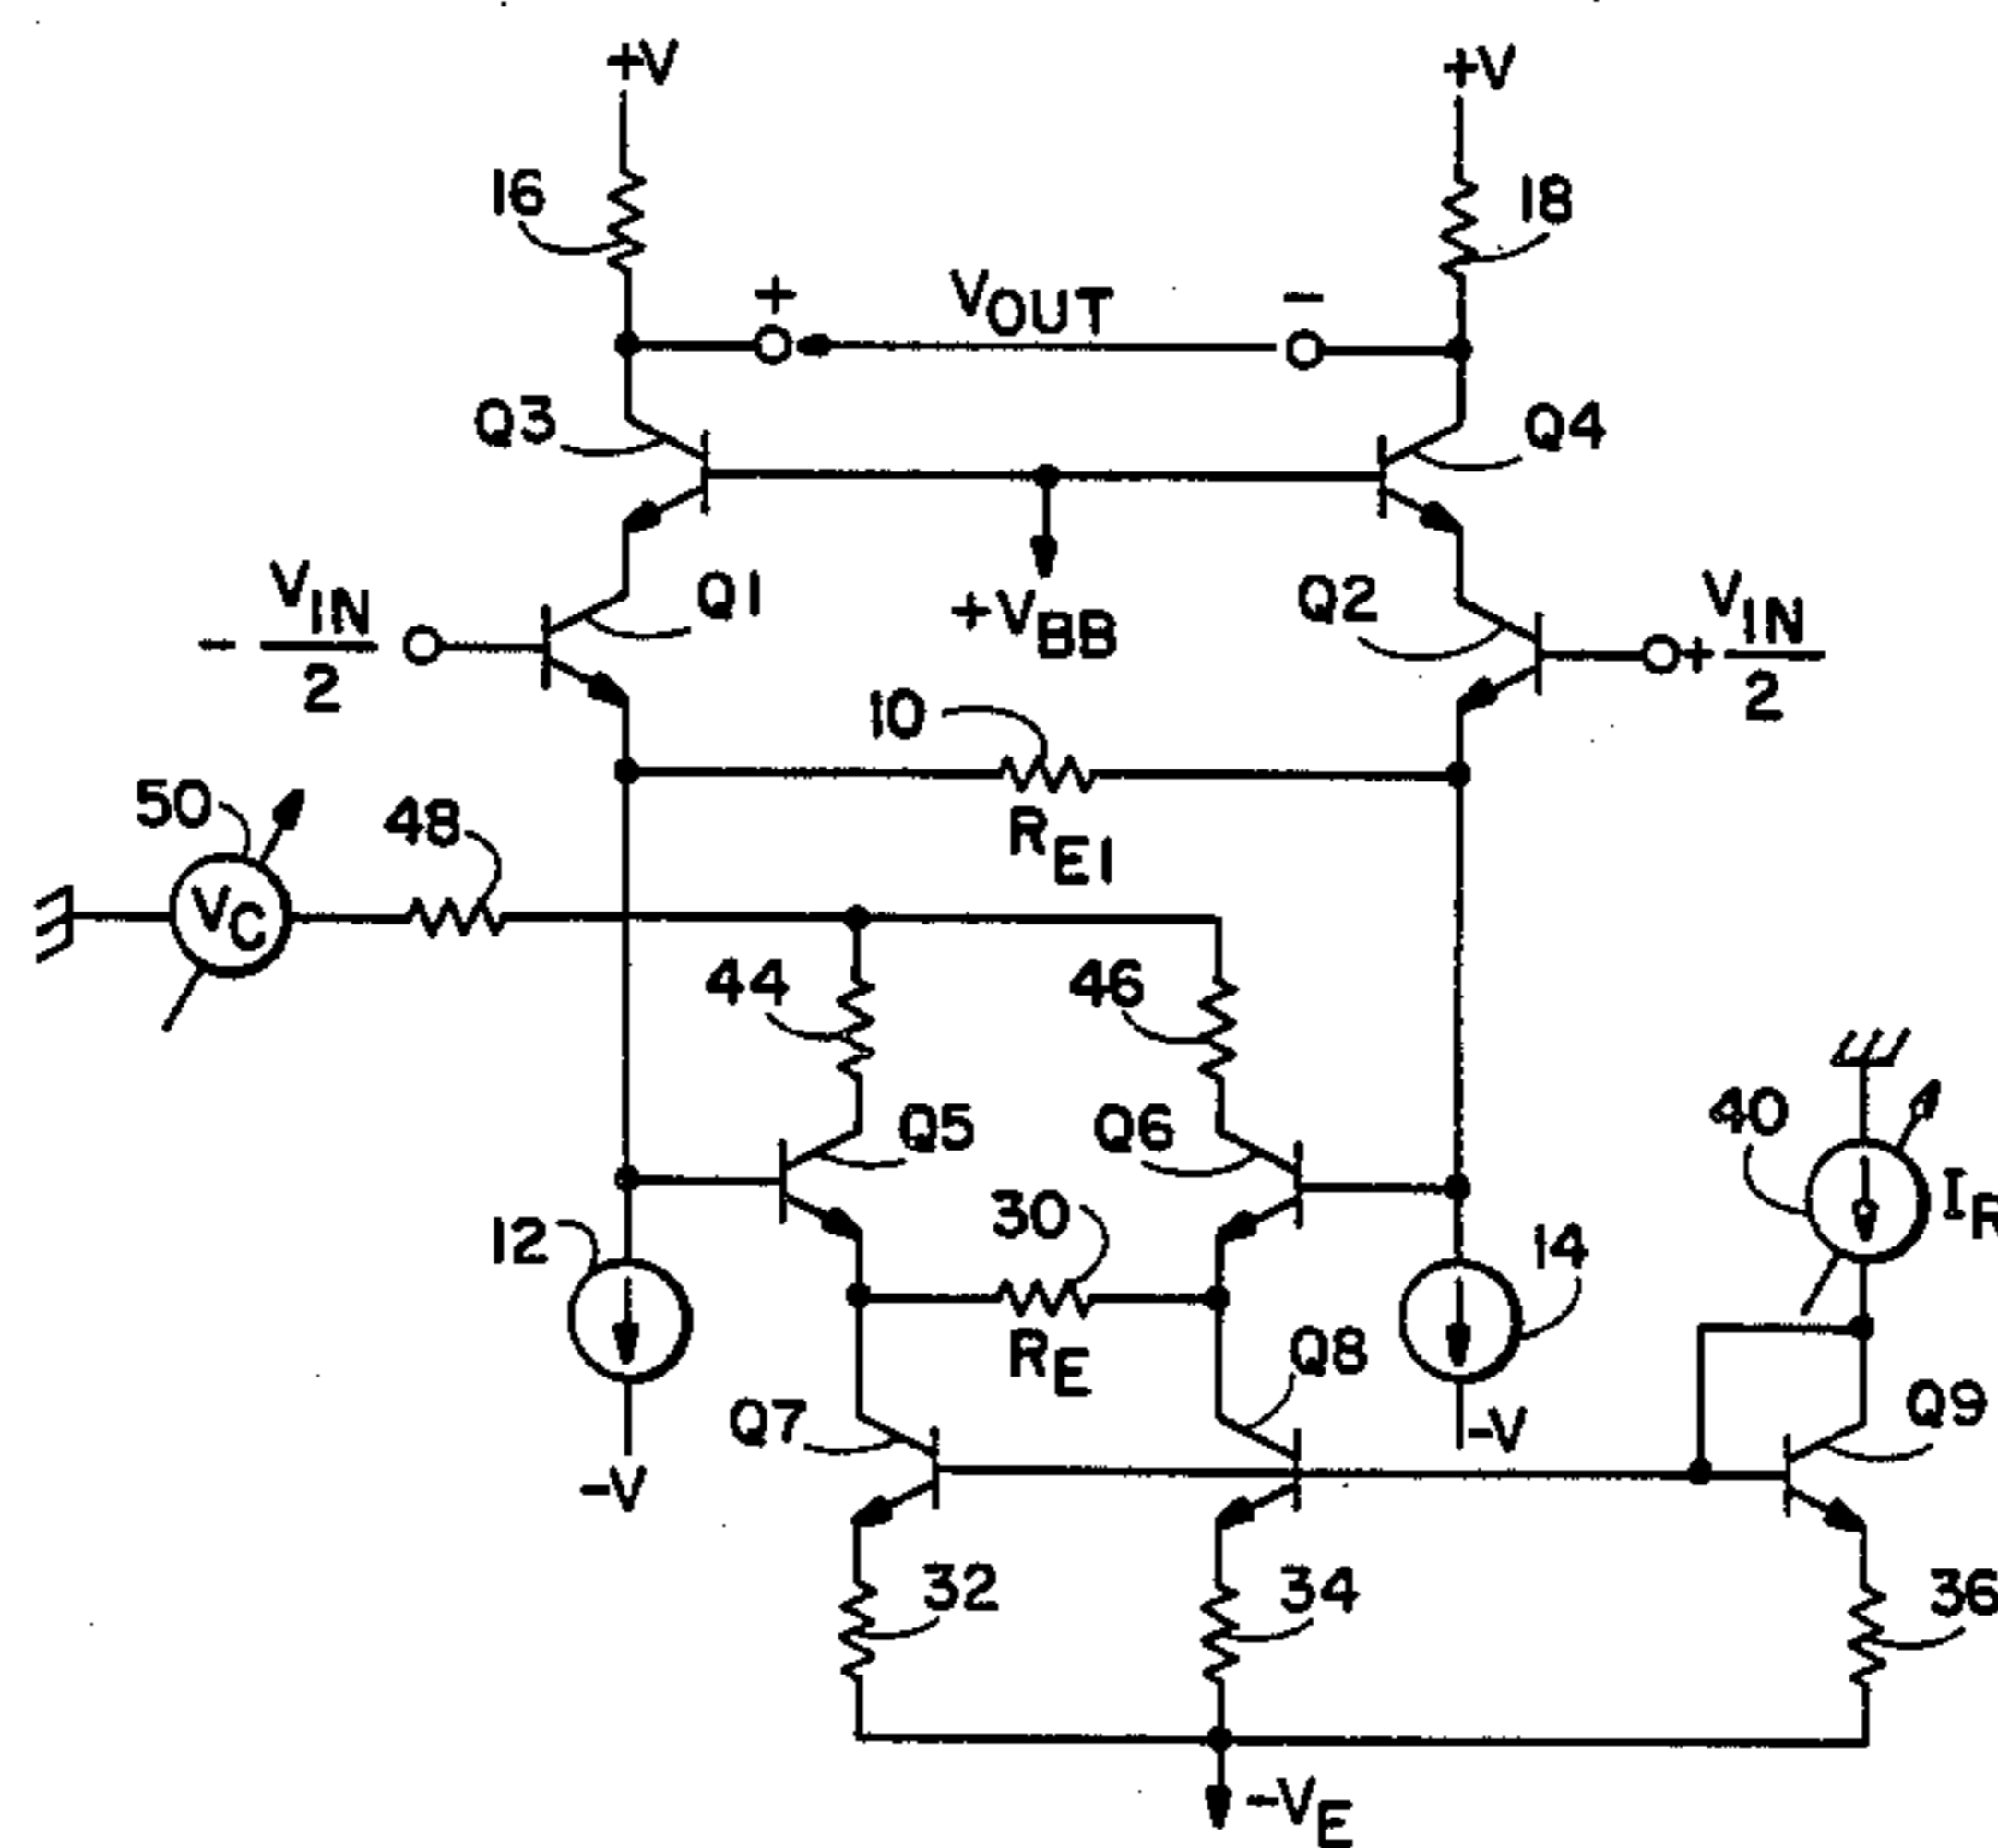 +V
+V
16
18
+ VOUT −
Q3
Q4
− VIN/2
Q1
+VBB
Q2
+ VIN/2
10
RE1
50
48
VC
44
46
40
Q5
Q6
IR
12
30
14
RE
Q8
Q7
Q9
-V
-V
32
34
36
-VE